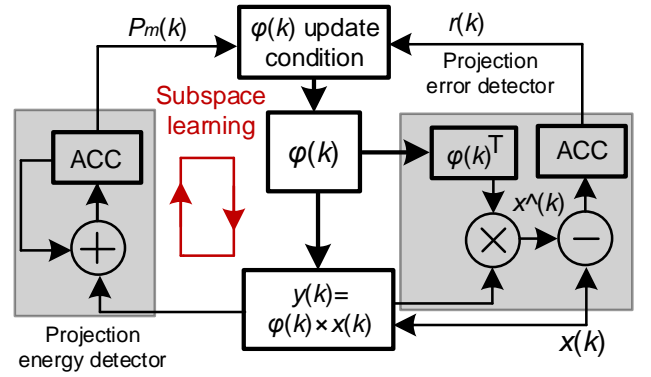 Pm(k)
φ(k) update
condition
r(k)
Projection
error detector
Subspace
learning
ACC
φ(k)
φ(k)T
ACC
x^(k)
+
×
−
y(k)=
φ(k)×x(k)
x(k)
Projection
energy detector